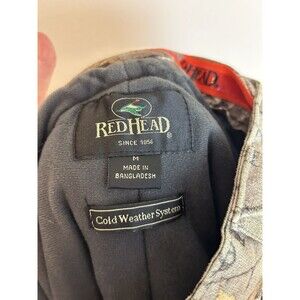 REDHEAD
®
SINCE 1856
M
MADE IN
BANGLADESH
Cold Weather System
REDHEAD